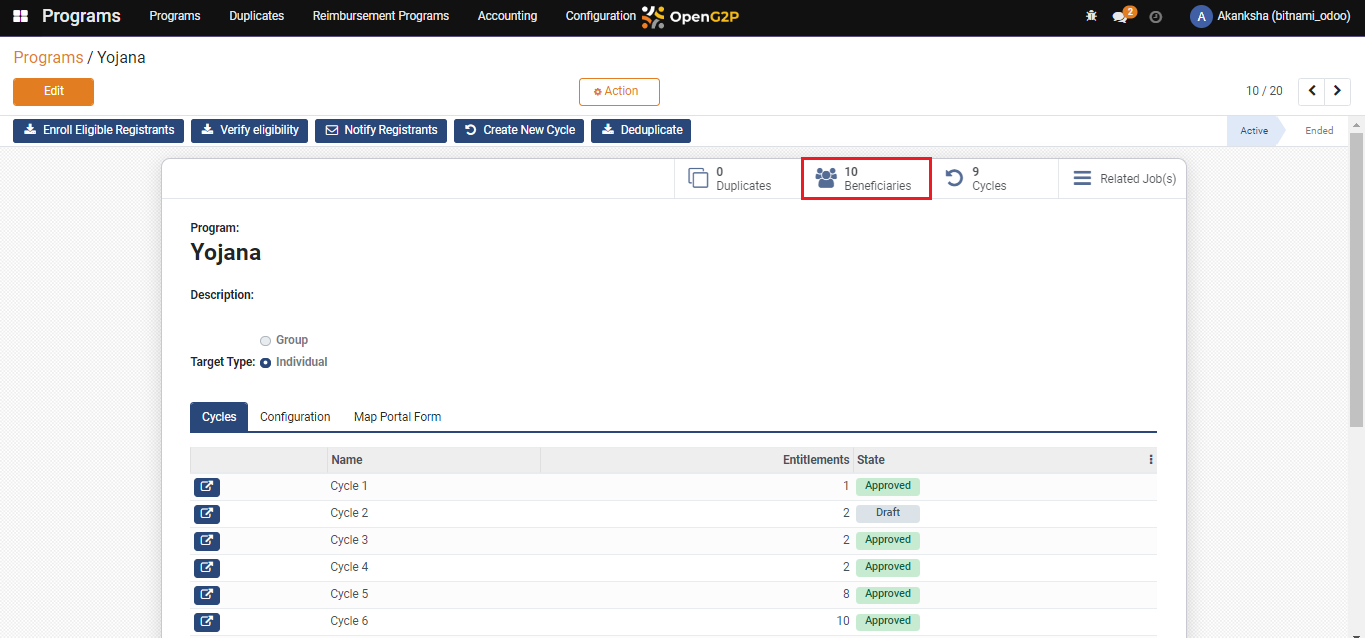 Programs Programs Duplicates Reimbursement Programs Accounting Configuration OpenG2P 2 A Akanksha (bitnami_odoo)
Programs / Yojana
Edit Action 10 / 20
Enroll Eligible Registrants Verify eligibility Notify Registrants Create New Cycle Deduplicate Active Ended
0 Duplicates
10 Beneficiaries
9 Cycles
Related Job(s)
Program:
Yojana
Description:
Group
Target Type: Individual
Cycles Configuration Map Portal Form
Name Entitlements State
Cycle 1 1 Approved
Cycle 2 2 Draft
Cycle 3 2 Approved
Cycle 4 2 Approved
Cycle 5 8 Approved
Cycle 6 10 Approved